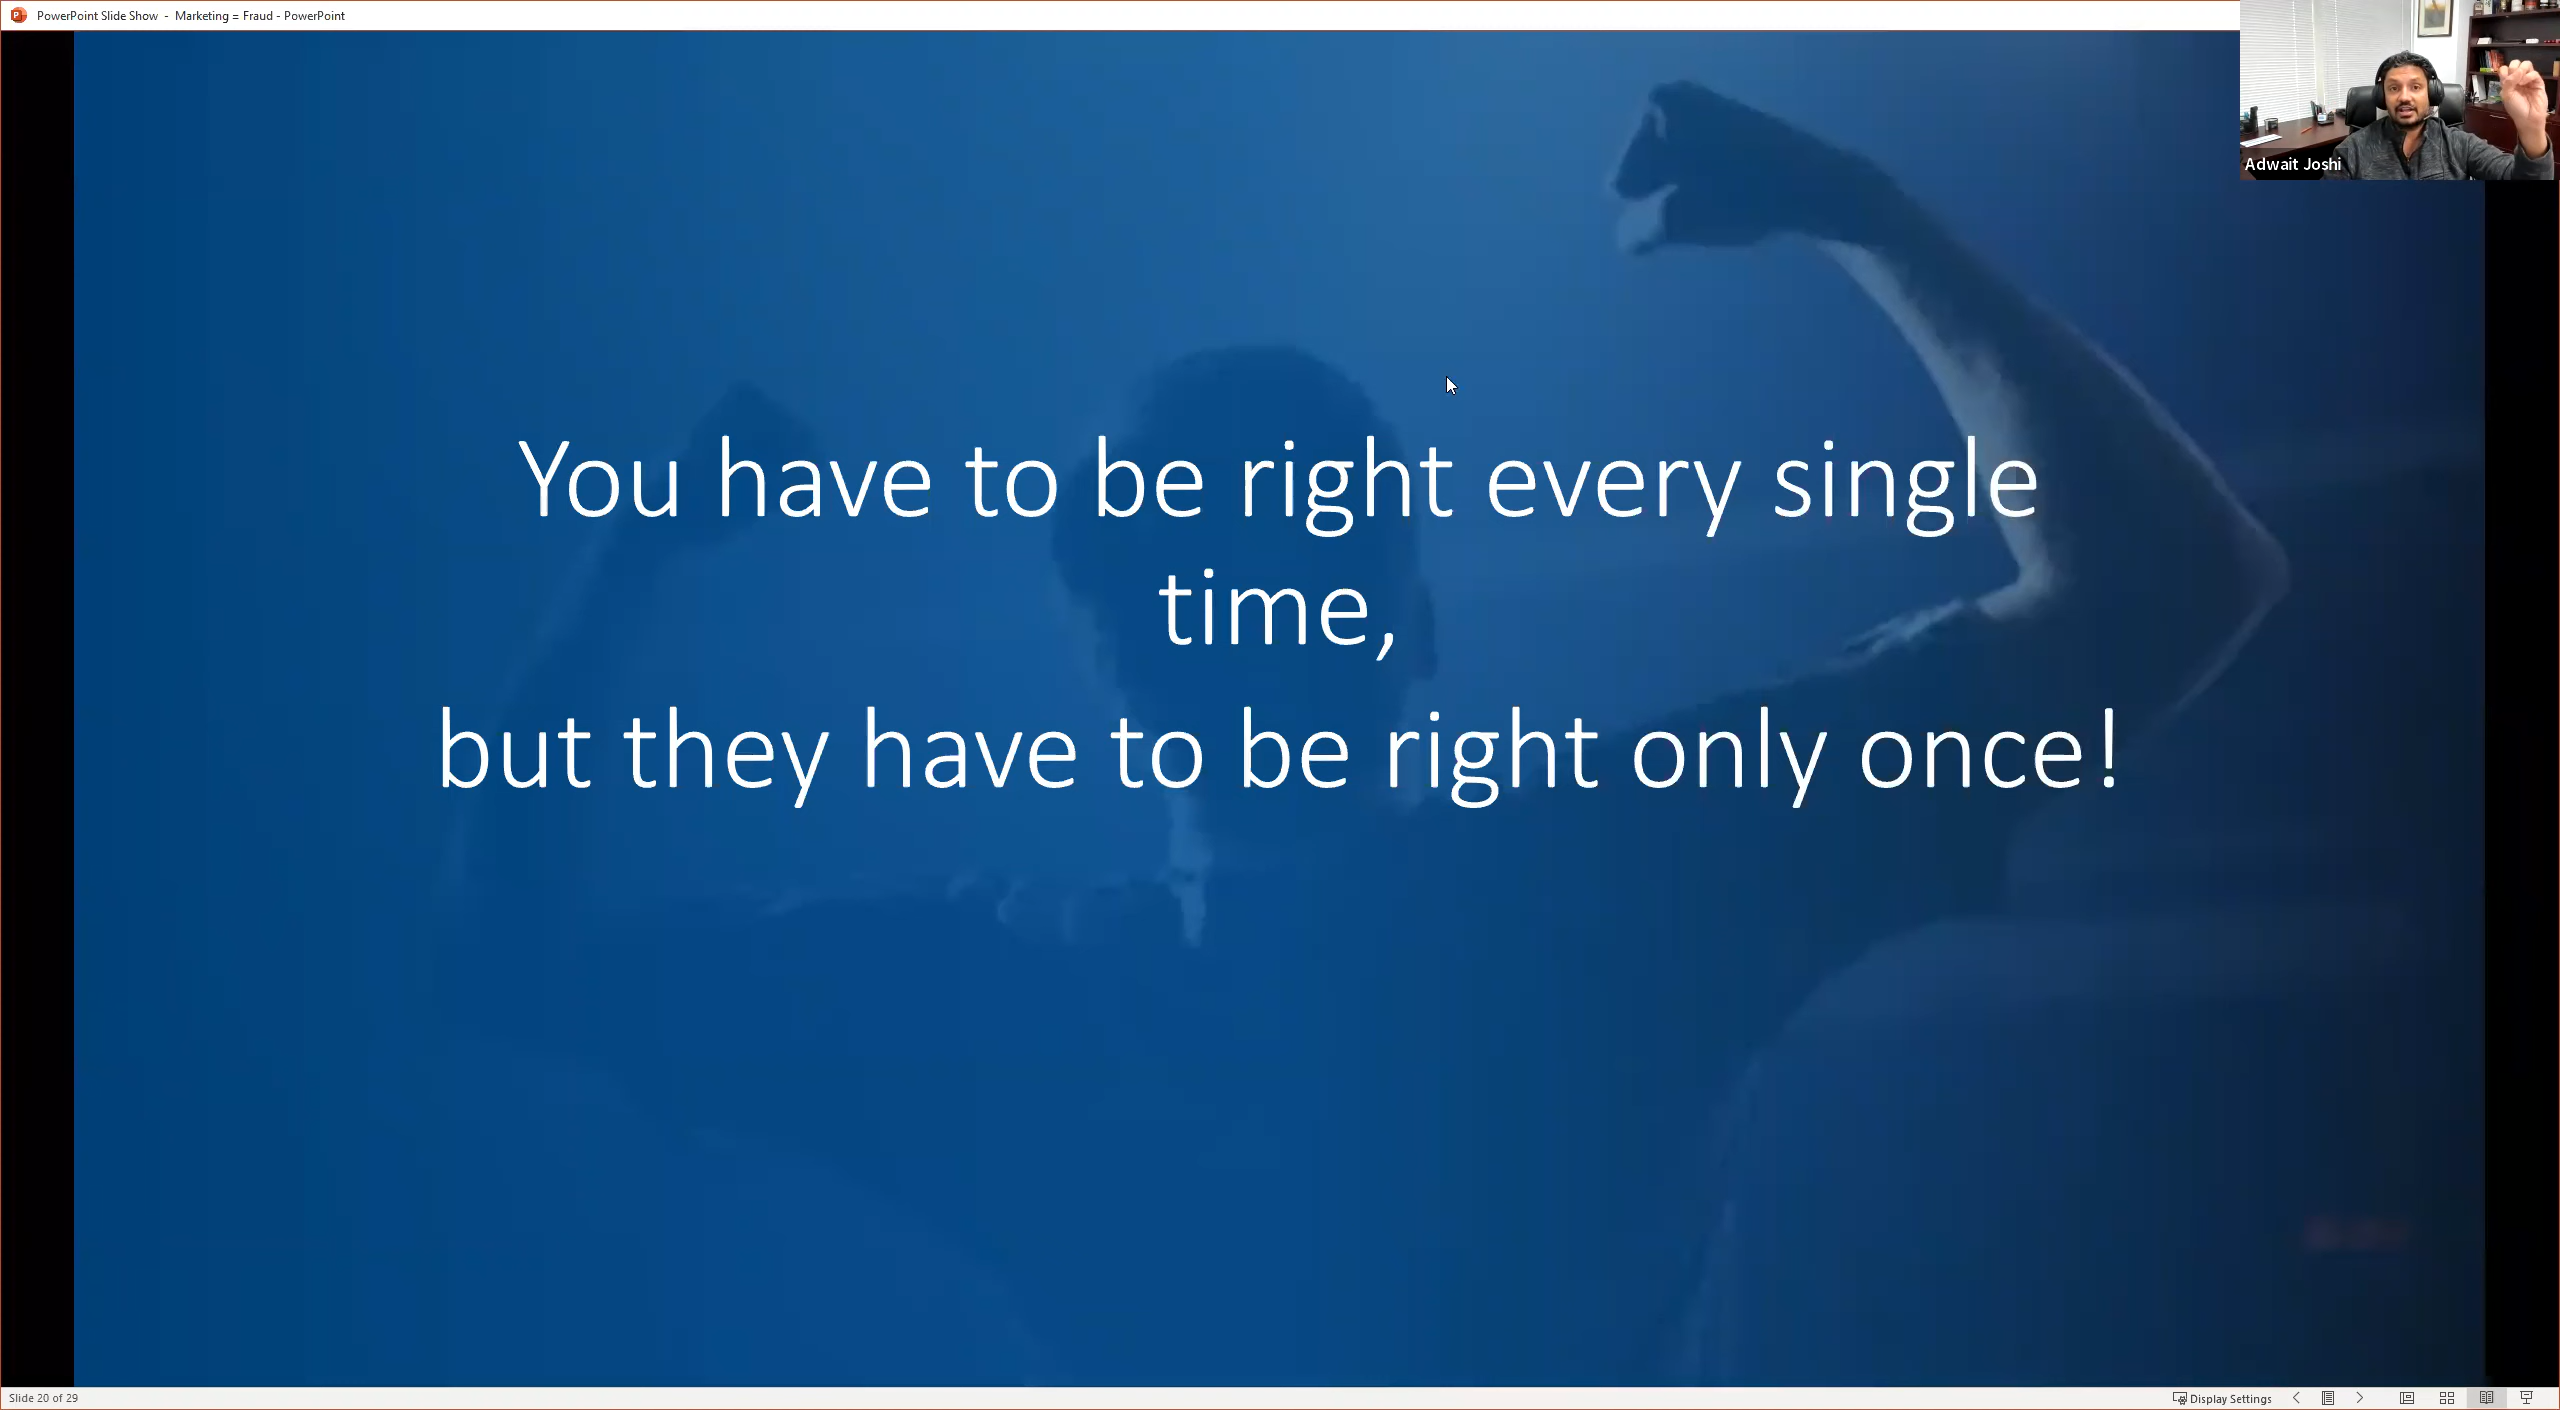 PowerPoint Slide Show - Marketing = Fraud - PowerPoint
Adwait Joshi
You have to be right every single
time,
but they have to be right only once!
Slide 20 of 29
Display Settings